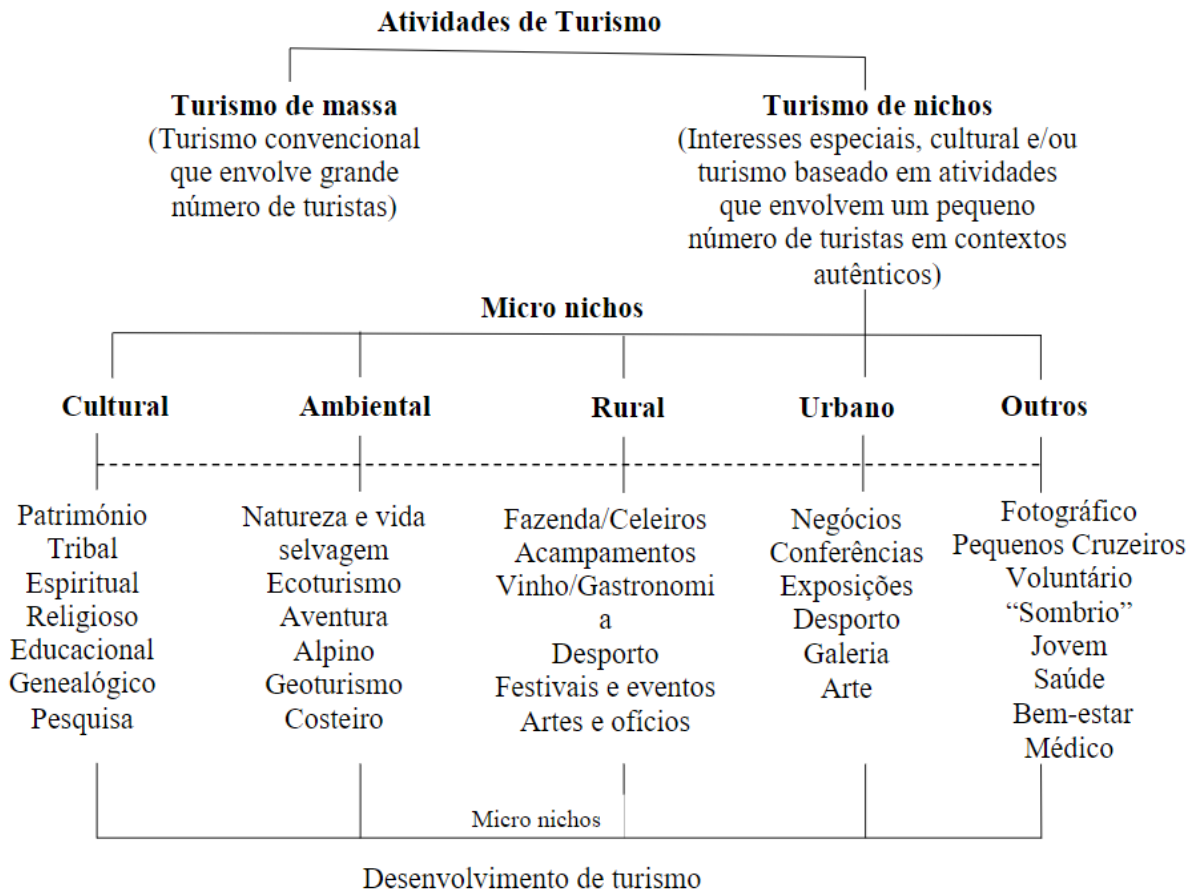 Atividades de Turismo
Turismo de massa
(Turismo convencional
que envolve grande
número de turistas)
Turismo de nichos
(Interesses especiais, cultural e/ou
turismo baseado em atividades
que envolvem um pequeno
número de turistas em contextos
autênticos)
Micro nichos
Cultural
Ambiental
Rural
Urbano
Outros
Património
Tribal
Espiritual
Religioso
Educacional
Genealógico
Pesquisa
Natureza e vida
selvagem
Ecoturismo
Aventura
Alpino
Geoturismo
Costeiro
Fazenda/Celeiros
Acampamentos
Vinho/Gastronomi
a
Desporto
Festivais e eventos
Artes e ofícios
Negócios
Conferências
Exposições
Desporto
Galeria
Arte
Fotográfico
Pequenos Cruzeiros
Voluntário
“Sombrio”
Jovem
Saúde
Bem-estar
Médico
Micro nichos
Desenvolvimento de turismo